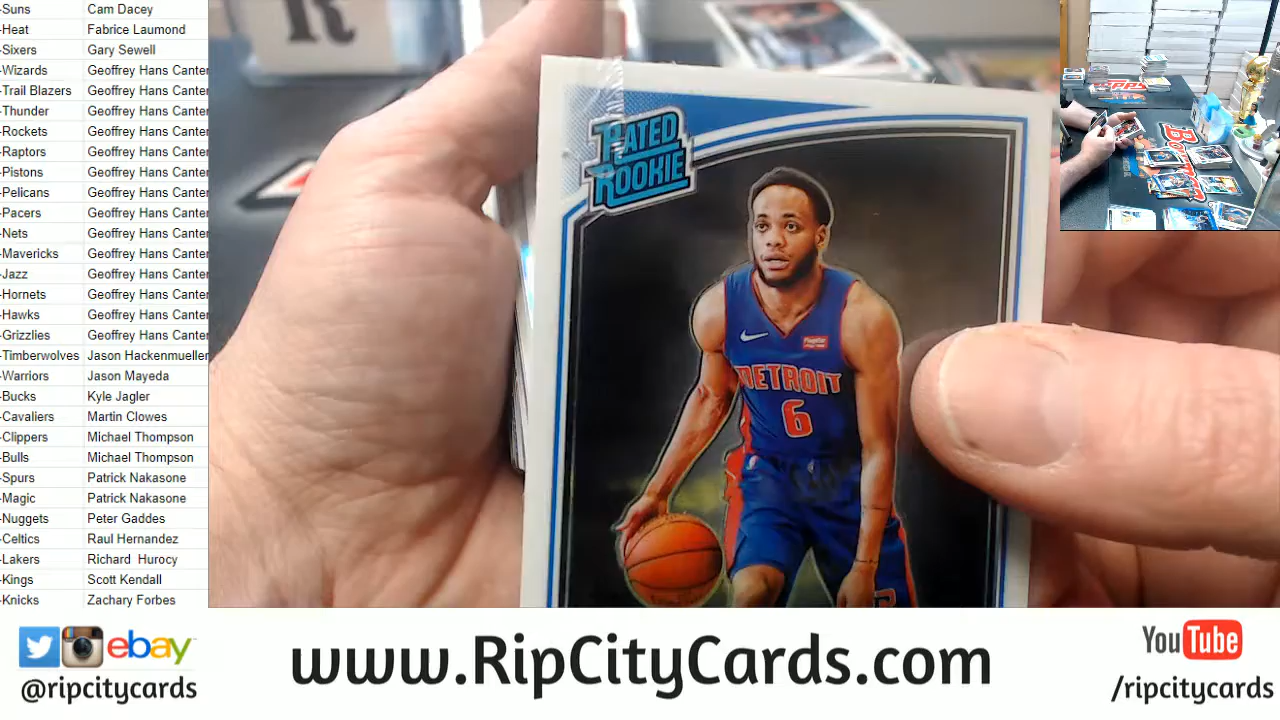 -Suns Cam Dacey
-Heat Fabrice Laumond
-Sixers Gary Sewell
-Wizards Geoffrey Hans Canter
-Trail Blazers Geoffrey Hans Canter
-Thunder Geoffrey Hans Canter
-Rockets Geoffrey Hans Canter
-Raptors Geoffrey Hans Canter
-Pistons Geoffrey Hans Canter
-Pelicans Geoffrey Hans Canter
-Pacers Geoffrey Hans Canter
-Nets Geoffrey Hans Canter
-Mavericks Geoffrey Hans Canter
-Jazz Geoffrey Hans Canter
-Hornets Geoffrey Hans Canter
-Hawks Geoffrey Hans Canter
-Grizzlies Geoffrey Hans Canter
-Timberwolves Jason Hackenmueller
-Warriors Jason Mayeda
-Bucks Kyle Jagler
-Cavaliers Martin Clowes
-Clippers Michael Thompson
-Bulls Michael Thompson
-Spurs Patrick Nakasone
-Magic Patrick Nakasone
-Nuggets Peter Gaddes
-Celtics Raul Hernandez
-Lakers Richard Hurocy
-Kings Scott Kendall
-Knicks Zachary Forbes
R
RATED
ROOKIE
DETROIT
6
TOPPS
ebay
@ripcitycards
www.RipCityCards.com
YouTube
/ripcitycards